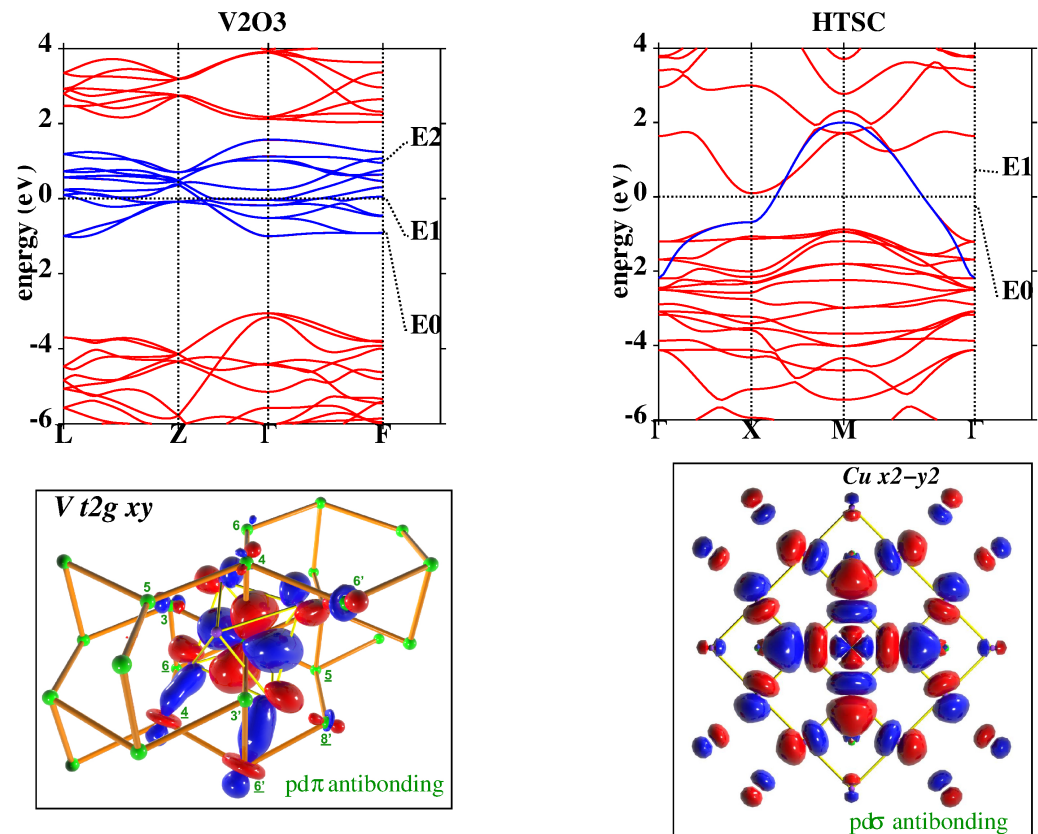 V2O3
HTSC
energy (eV)
4
2
0
-2
-4
-6
L Z Γ F
E2
E1
E0
energy (eV)
4
2
0
-2
-4
-6
Γ X M Γ
E1
E0
V t2g xy
6
4
5
3
6'
6
5
4
3'
8'
6'
pdπ antibonding
Cu x2-y2
pdσ antibonding